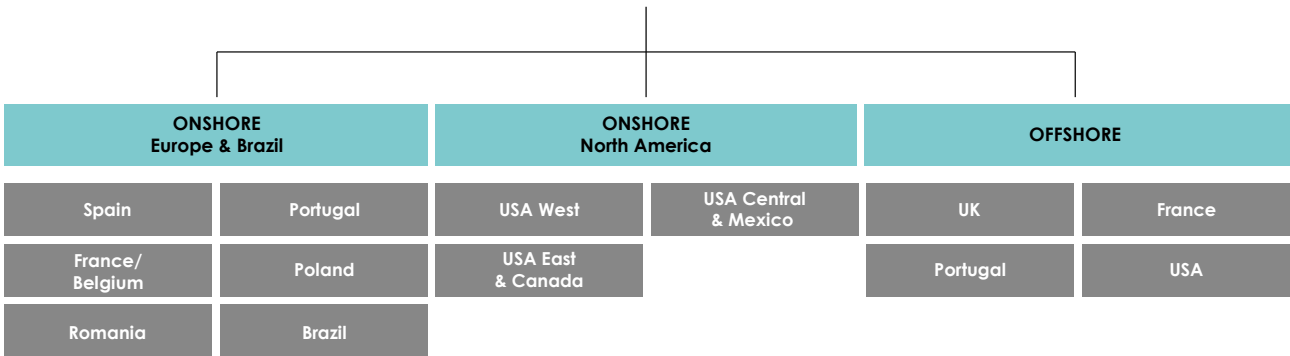 ONSHORE
Europe & Brazil
ONSHORE
North America
OFFSHORE
Spain
Portugal
USA West
USA Central
& Mexico
UK
France
France/
Belgium
Poland
USA East
& Canada
Portugal
USA
Romania
Brazil